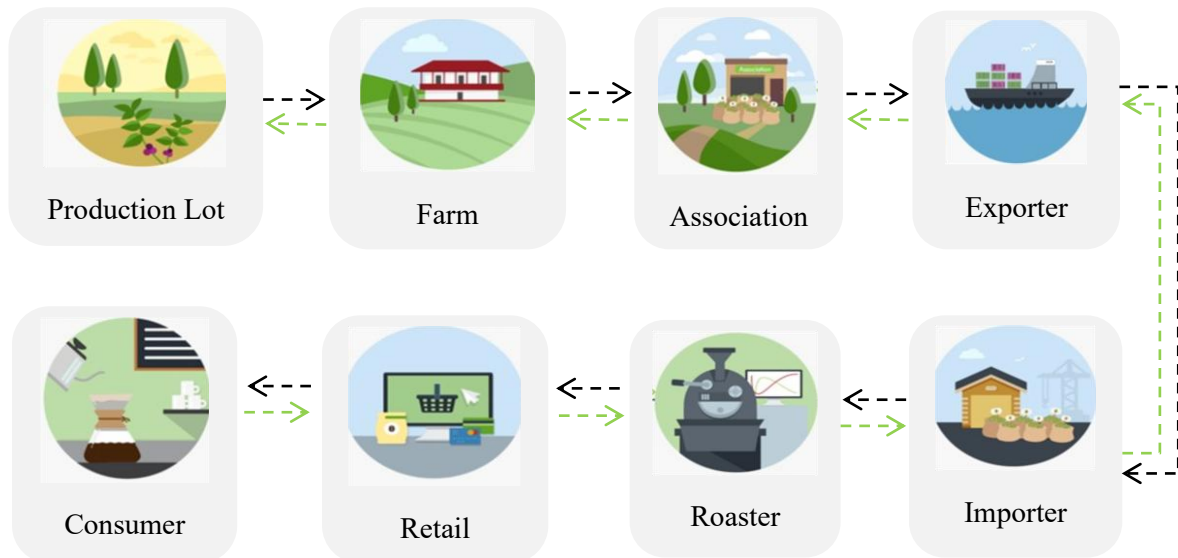 Association
Production Lot
Farm
Association
Exporter
Consumer
Retail
Roaster
Importer